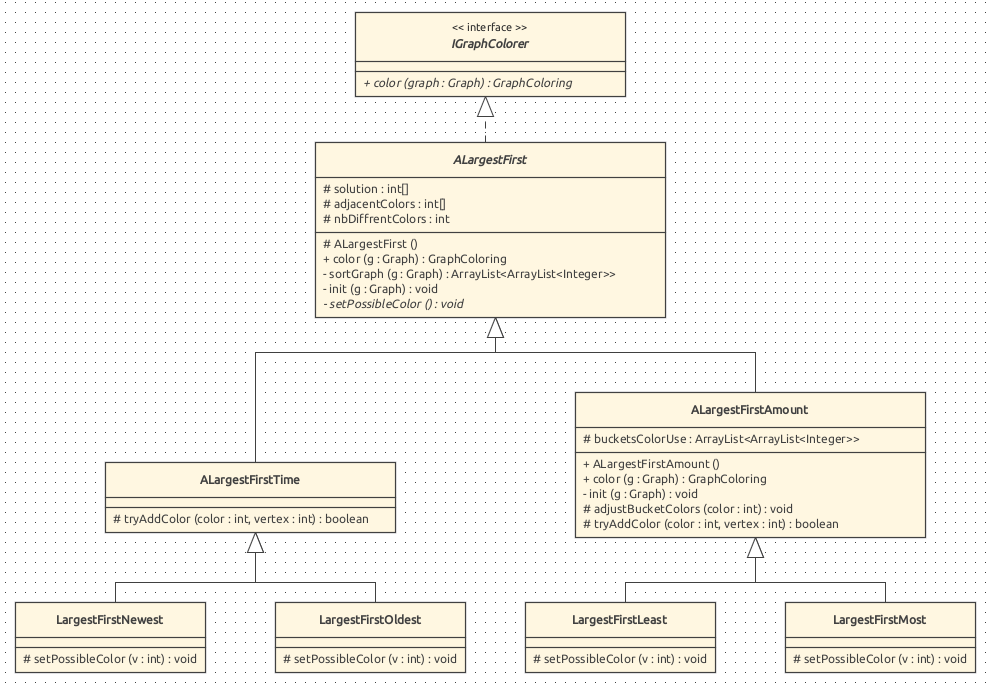 << interface >>
IGraphColorer
+ color (graph : Graph) : GraphColoring
ALargestFirst
# solution : int[]
# adjacentColors : int[]
# nbDiffrentColors : int
# ALargestFirst ()
+ color (g : Graph) : GraphColoring
- sortGraph (g : Graph) : ArrayList<ArrayList<Integer>>
- init (g : Graph) : void
- setPossibleColor () : void
ALargestFirstAmount
# bucketsColorUse : ArrayList<ArrayList<Integer>>
+ ALargestFirstAmount ()
+ color (g : Graph) : GraphColoring
- init (g : Graph) : void
# adjustBucketColors (color : int) : void
# tryAddColor (color : int, vertex : int) : boolean
ALargestFirstTime
# tryAddColor (color : int, vertex : int) : boolean
LargestFirstNewest
# setPossibleColor (v : int) : void
LargestFirstOldest
# setPossibleColor (v : int) : void
LargestFirstLeast
# setPossibleColor (v : int) : void
LargestFirstMost
# setPossibleColor (v : int) : void